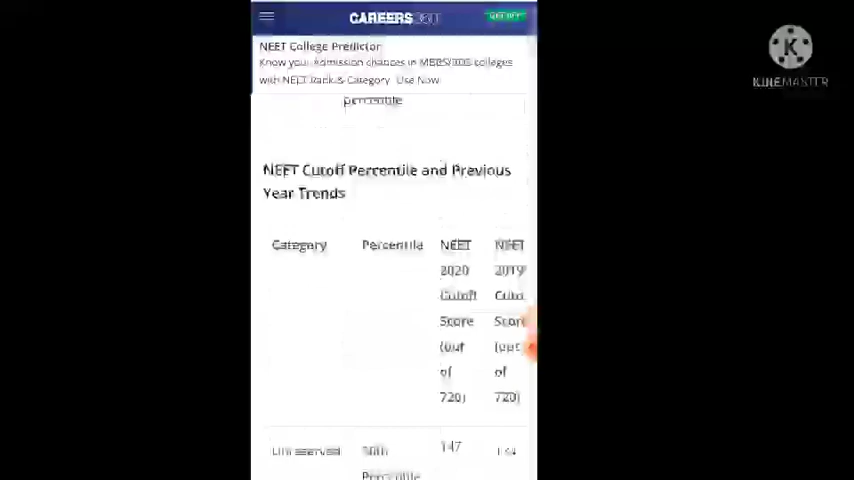 CAREERS360
NEET College Predictor
Know your Admission chances in MBBS/BDS colleges
with NEET Rank & Category Use Now
percentile
NEET Cutoff Percentile and Previous
Year Trends
Category Percentile NEET NEET
2020 2019
Cutoff Cuto
Score Score
(out (out
of of
720) 720)
Unreserved 50th 147 134
Percentile
K
KINEMASTER